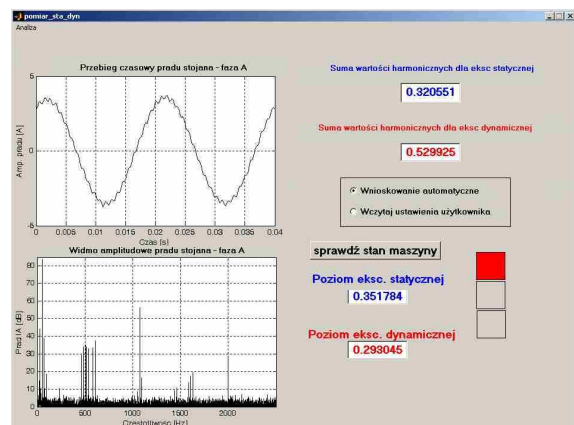 pomiar_sta_dyn
Analiza
Przebieg czasowy pradu stojana - faza A
5
0
-5
Amp. pradu [A]
0 0.005 0.01 0.015 0.02 0.025 0.03 0.035 0.04
Czas [s]
Widmo amplitudowe pradu stojana - faza A
80
70
60
50
40
30
20
10
0
Prad IA [dB]
0 500 1000 1500 2000
Częstotliwość [Hz]
Suma wartości harmonicznych dla eksc statycznej
0.320551
Suma wartości harmonicznych dla eksc dynamicznej
0.529925
Wnioskowanie automatyczne
Wczytaj ustawienia użytkownika
sprawdź stan maszyny
Poziom eksc. statycznej
0.351784
Poziom eksc. dynamicznej
0.293045